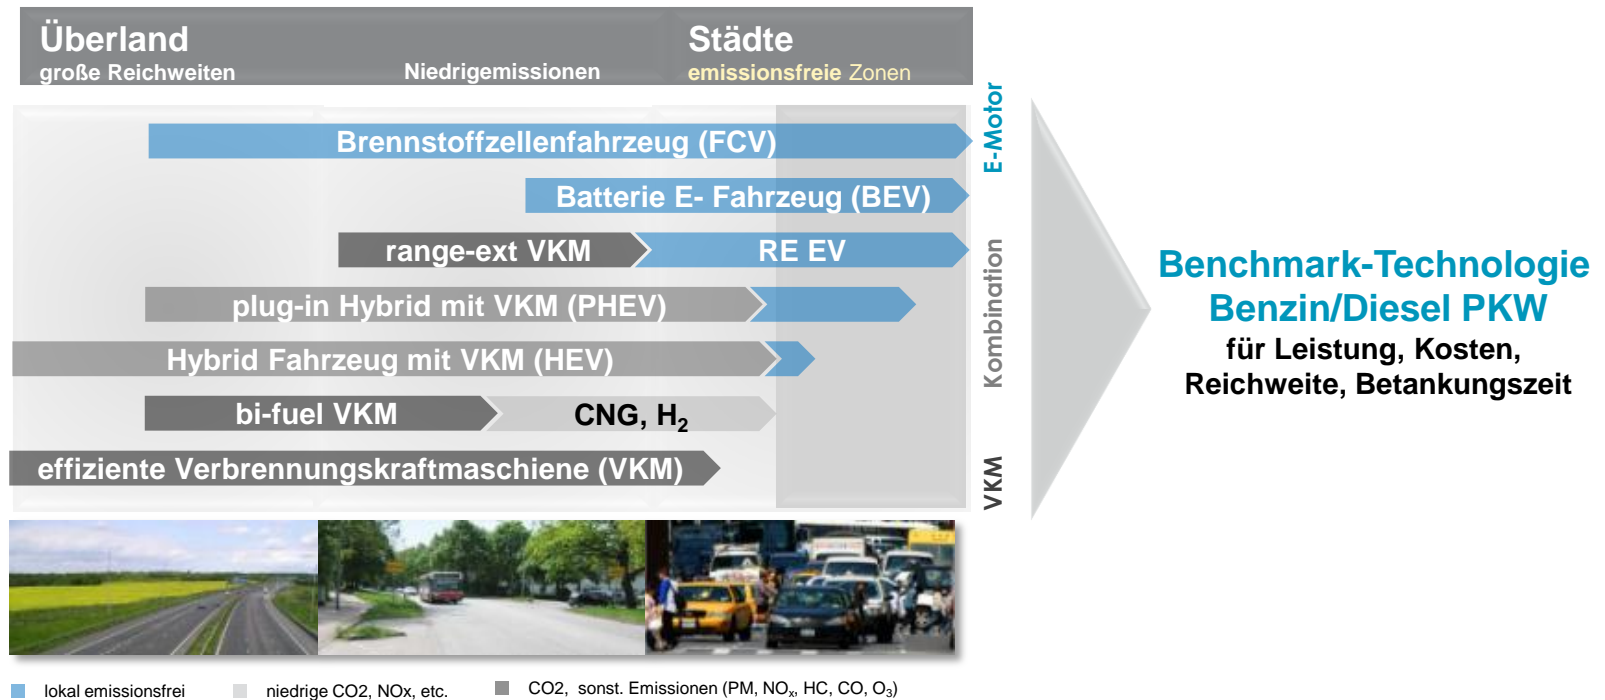 Überland
große Reichweiten
Niedrigemissionen
Städte
emissionsfreie Zonen
Brennstoffzellenfahrzeug (FCV)
Batterie E- Fahrzeug (BEV)
range-ext VKM
RE EV
plug-in Hybrid mit VKM (PHEV)
Hybrid Fahrzeug mit VKM (HEV)
bi-fuel VKM
CNG, H₂
effiziente Verbrennungskraftmaschiene (VKM)
E-Motor
Kombination
VKM
Benchmark-Technologie
Benzin/Diesel PKW
für Leistung, Kosten,
Reichweite, Betankungszeit
lokal emissionsfrei
niedrige CO2, NOx, etc.
CO2, sonst. Emissionen (PM, NOₓ, HC, CO, O₃)